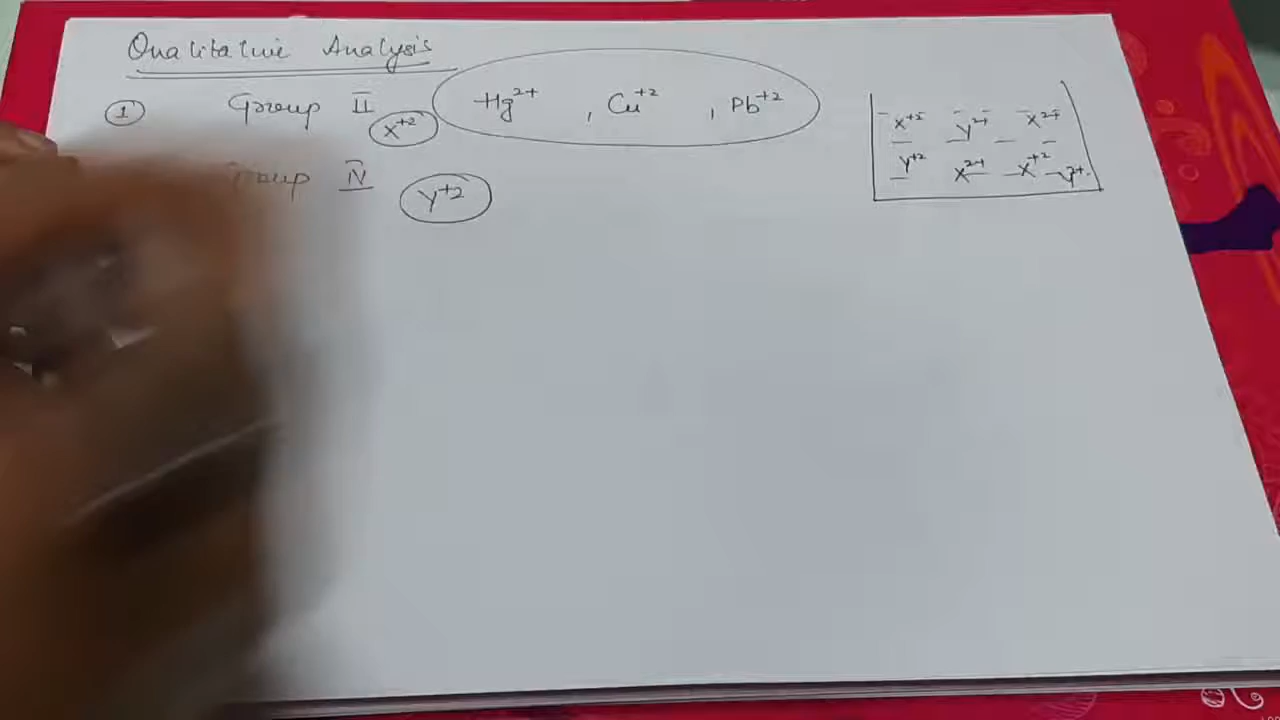 Qualitative Analysis
① Group II X+2 Hg2+ , Cu+2 , Pb+2
Group IV Y+2
X+2 Y2+ X2+
Y+2 X2+ X+2 Y2+